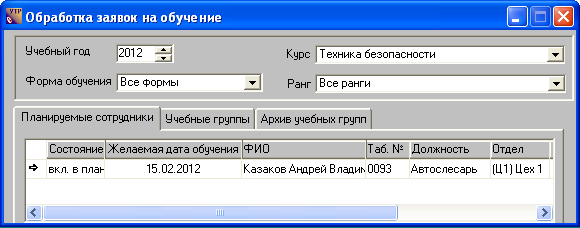 Обработка заявок на обучение
Учебный год 2012 Курс Техника безопасности
Форма обучения Все формы Ранг Все ранги
Планируемые сотрудники Учебные группы Архив учебных групп
Состояние Желаемая дата обучения ФИО Таб. № Должность Отдел
вкл. в план 15.02.2012 Казаков Андрей Владим 0093 Автослесарь (Ц1) Цех 1